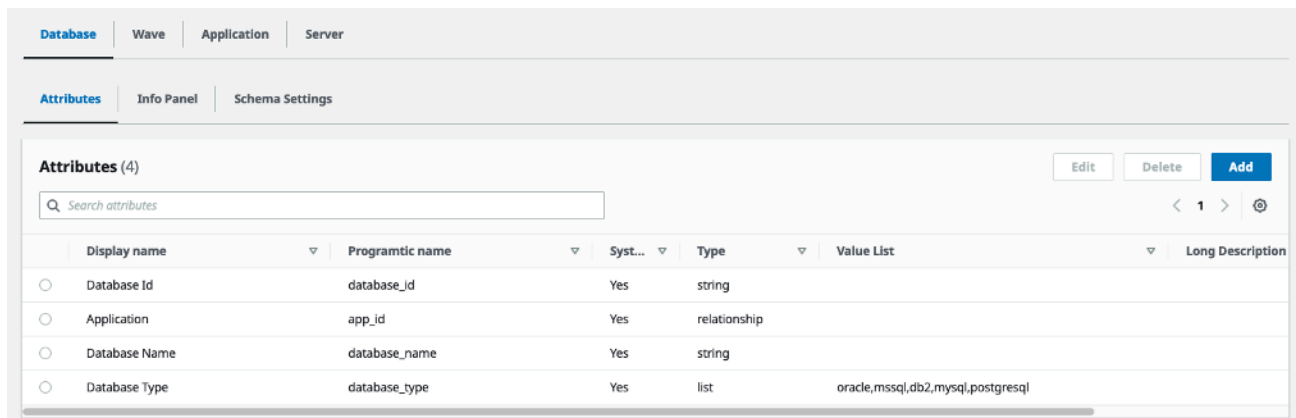 Database Wave Application Server
Attributes Info Panel Schema Settings
Attributes (4) Edit Delete Add
Search attributes < 1 >
Display name Programtic name Syst... Type Value List Long Description
Database Id database_id Yes string
Application app_id Yes relationship
Database Name database_name Yes string
Database Type database_type Yes list oracle,mssql,db2,mysql,postgresql